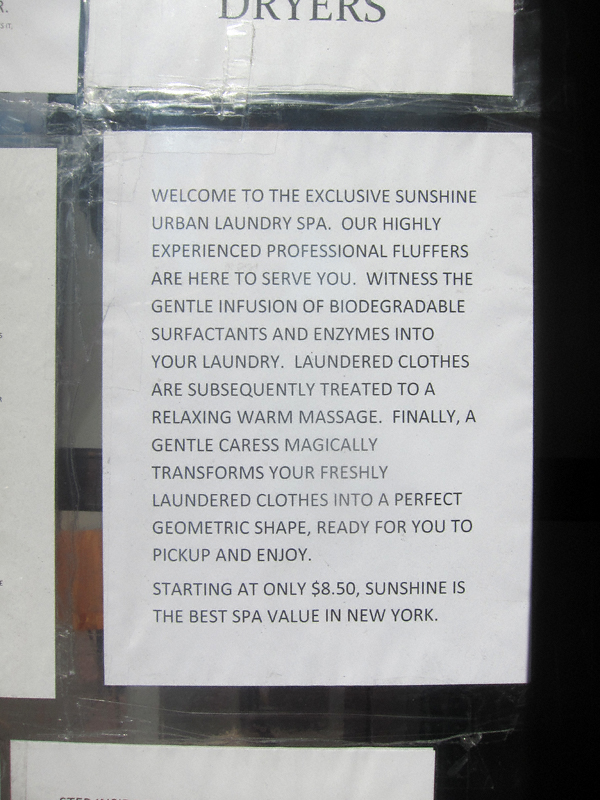 DRYERS
WELCOME TO THE EXCLUSIVE SUNSHINE
URBAN LAUNDRY SPA. OUR HIGHLY
EXPERIENCED PROFESSIONAL FLUFFERS
ARE HERE TO SERVE YOU. WITNESS THE
GENTLE INFUSION OF BIODEGRADABLE
SURFACTANTS AND ENZYMES INTO
YOUR LAUNDRY. LAUNDERED CLOTHES
ARE SUBSEQUENTLY TREATED TO A
RELAXING WARM MASSAGE. FINALLY, A
GENTLE CARESS MAGICALLY
TRANSFORMS YOUR FRESHLY
LAUNDERED CLOTHES INTO A PERFECT
GEOMETRIC SHAPE, READY FOR YOU TO
PICKUP AND ENJOY.
STARTING AT ONLY $8.50, SUNSHINE IS
THE BEST SPA VALUE IN NEW YORK.